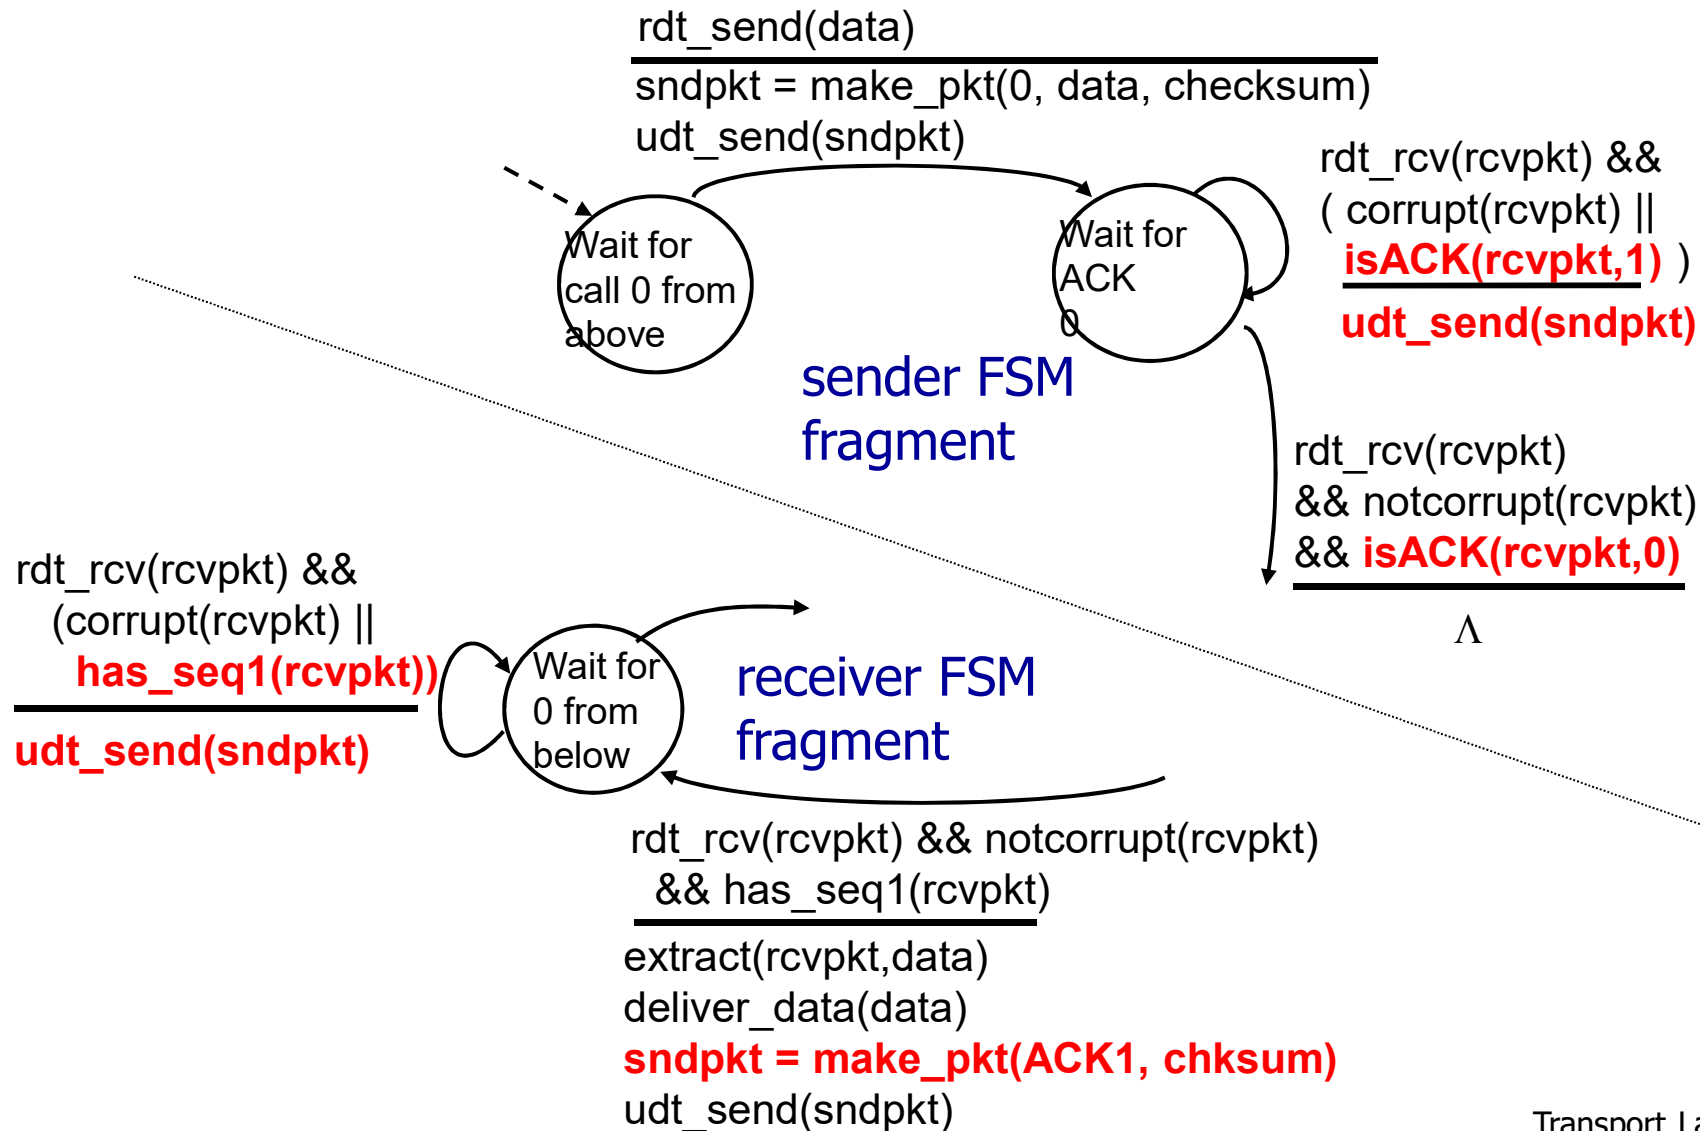 rdt_send(data)
sndpkt = make_pkt(0, data, checksum)
udt_send(sndpkt)
rdt_rcv(rcvpkt) &&
( corrupt(rcvpkt) ||
isACK(rcvpkt,1) )
udt_send(sndpkt)
Wait for
call 0 from
above
Wait for
ACK
0
sender FSM
fragment
rdt_rcv(rcvpkt)
&& notcorrupt(rcvpkt)
&& isACK(rcvpkt,0)
Λ
rdt_rcv(rcvpkt) &&
(corrupt(rcvpkt) ||
has_seq1(rcvpkt))
udt_send(sndpkt)
Wait for
0 from
below
receiver FSM
fragment
rdt_rcv(rcvpkt) && notcorrupt(rcvpkt)
&& has_seq1(rcvpkt)
extract(rcvpkt,data)
deliver_data(data)
sndpkt = make_pkt(ACK1, chksum)
udt_send(sndpkt)
Transport La